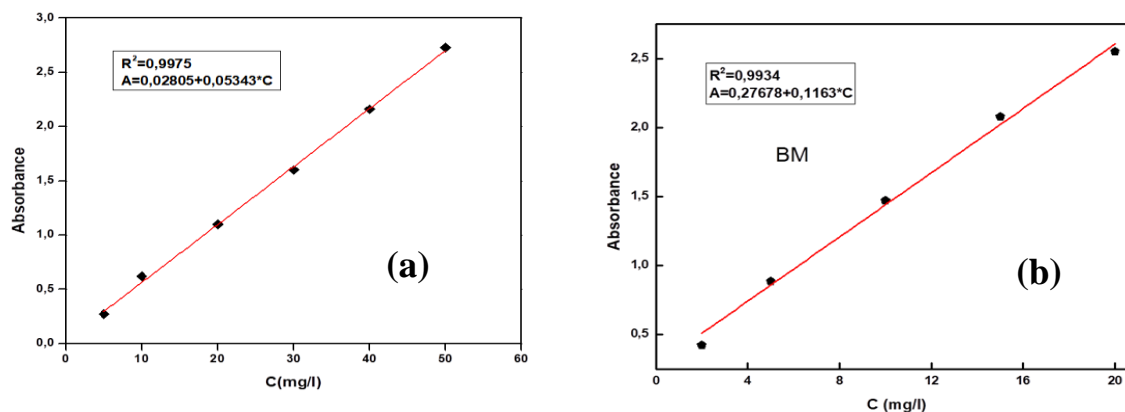 3,0
2,5
2,0
1,5
1,0
0,5
0,0
Absorbance
R²=0,9975
A=0,02805+0,05343*C
(a)
0 10 20 30 40 50 60
C(mg/l)
2,5
2,0
1,5
1,0
0,5
Absorbance
R²=0,9934
A=0,27678+0,1163*C
BM
(b)
0 4 8 12 16 20
C (mg/l)